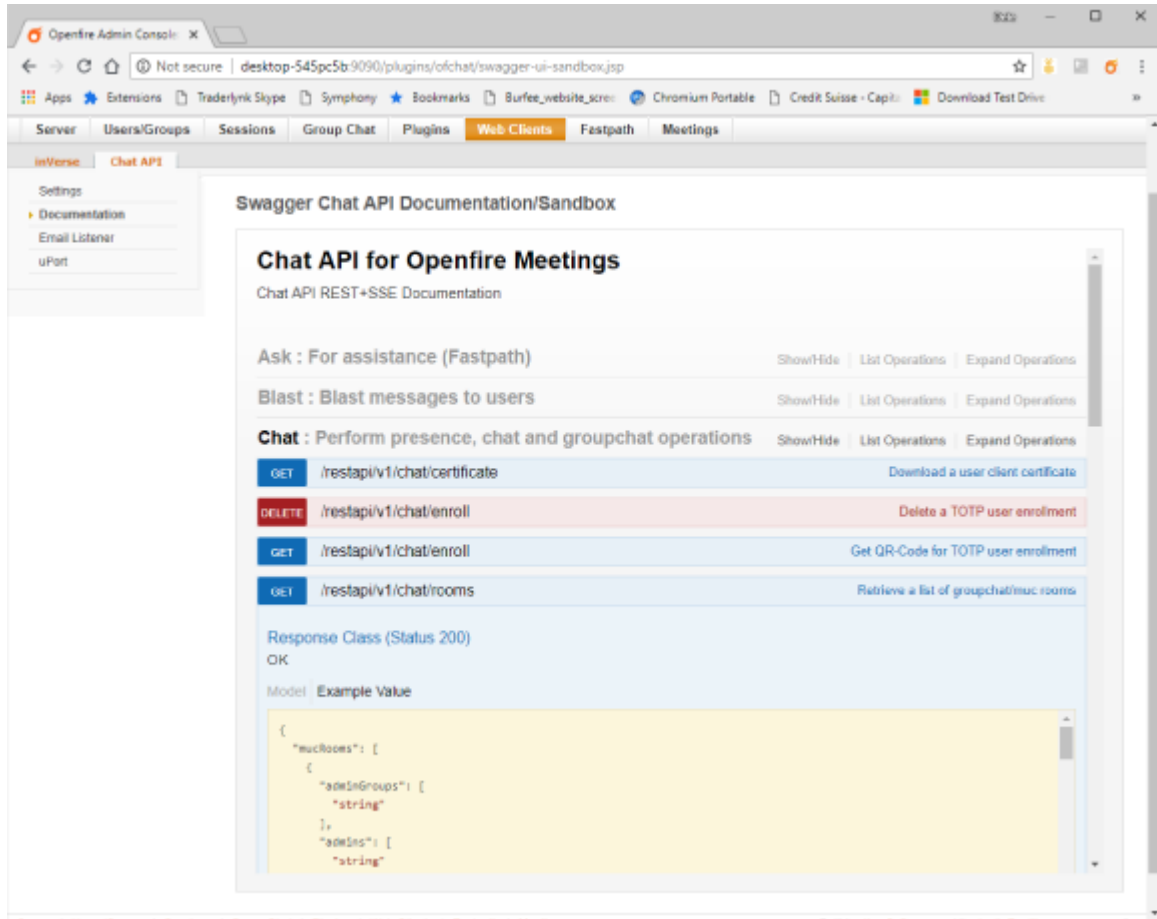 Openfire Admin Console
Not secure | desktop-545pc5b:9090/plugins/ofchat/swagger-ui-sandbox.jsp
Apps Extensions Traderlynk Skype Symphony Bookmarks Burfee_website_scree Chromium Portable Credit Suisse - Capita Download Test Drive »
Server Users/Groups Sessions Group Chat Plugins Web Clients Fastpath Meetings
inVerse Chat API
Settings
Documentation
Email Listener
uPort
Swagger Chat API Documentation/Sandbox
Chat API for Openfire Meetings
Chat API REST+SSE Documentation
Ask : For assistance (Fastpath) Show/Hide List Operations Expand Operations
Blast : Blast messages to users Show/Hide List Operations Expand Operations
Chat : Perform presence, chat and groupchat operations Show/Hide List Operations Expand Operations
GET /restapi/v1/chat/certificate Download a user client certificate
DELETE /restapi/v1/chat/enroll Delete a TOTP user enrollment
GET /restapi/v1/chat/enroll Get QR-Code for TOTP user enrollment
GET /restapi/v1/chat/rooms Retrieve a list of groupchat/muc rooms
Response Class (Status 200)
OK
Model Example Value
{
"mucRooms": [
{
"adminGroups": [
"string"
],
"admins": [
"string"